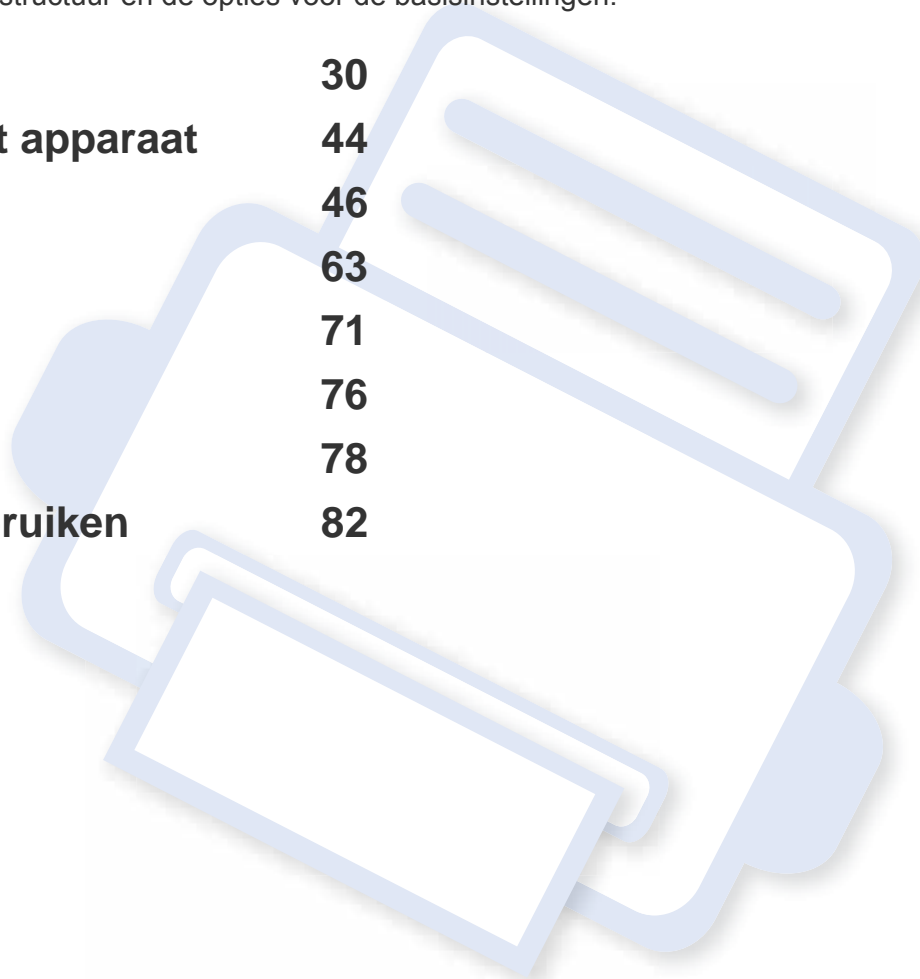 structuur en de opties voor de basisinstellingen.
30
t apparaat 44
46
63
71
76
78
ruiken 82